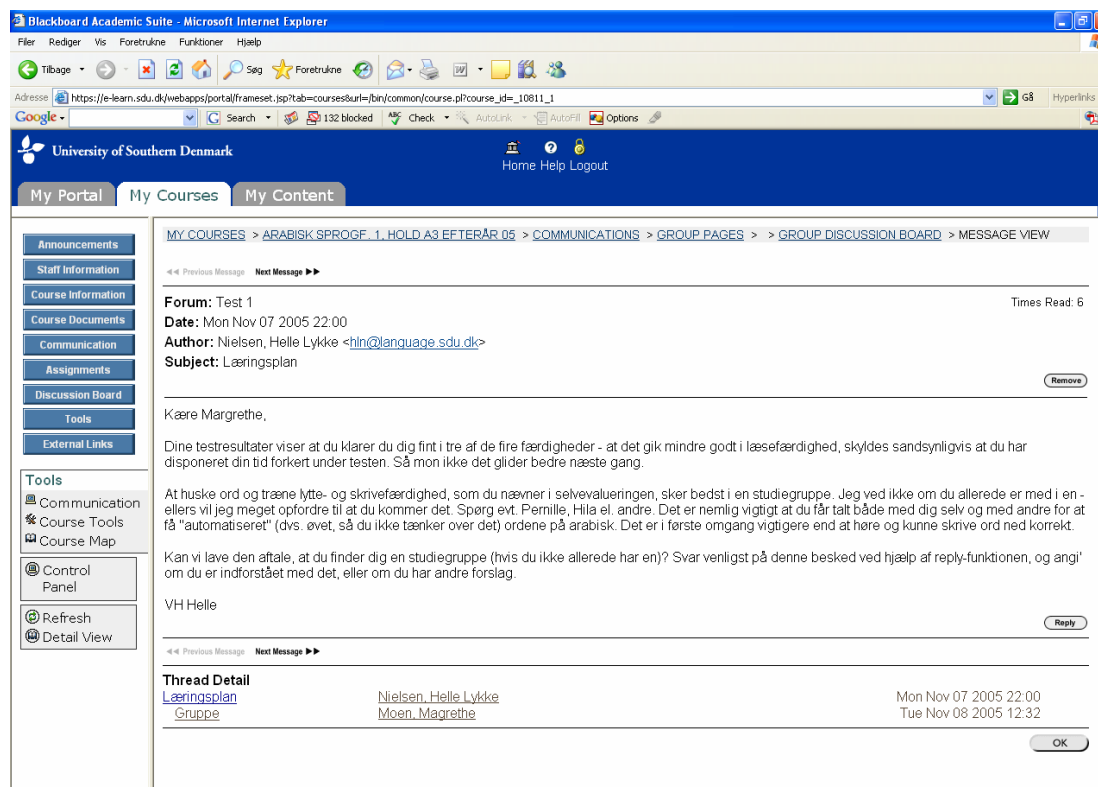 Blackboard Academic Suite - Microsoft Internet Explorer
Filer Rediger Vis Foretrukne Funktioner Hjælp
Tilbage Søg Foretrukne
Adresse https://e-learn.sdu.dk/webapps/portal/frameset.jsp?tab=courses&url=/bin/common/course.pl?course_id=_10811_1 Gå Hyperlinks
Google Search 132 blocked Check AutoLink AutoFill Options
University of Southern Denmark
Home Help Logout
My Portal My Courses My Content
Announcements
Staff Information
Course Information
Course Documents
Communication
Assignments
Discussion Board
Tools
External Links
Tools
Communication
Course Tools
Course Map
Control
Panel
Refresh
Detail View
MY COURSES > ARABISK SPROGF. 1, HOLD A3 EFTERÅR 05 > COMMUNICATIONS > GROUP PAGES > > GROUP DISCUSSION BOARD > MESSAGE VIEW
Previous Message Next Message
Forum: Test 1 Times Read: 6
Date: Mon Nov 07 2005 22:00
Author: Nielsen, Helle Lykke <hln@language.sdu.dk>
Subject: Læringsplan
Remove
Kære Margrethe,
Dine testresultater viser at du klarer du dig fint i tre af de fire færdigheder - at det gik mindre godt i læsefærdighed, skyldes sandsynligvis at du har
disponeret din tid forkert under testen. Så mon ikke det glider bedre næste gang.
At huske ord og træne lytte- og skrivefærdighed, som du nævner i selvevalueringen, sker bedst i en studiegruppe. Jeg ved ikke om du allerede er med i en -
ellers vil jeg meget opfordre til at du kommer det. Spørg evt. Pernille, Hila el. andre. Det er nemlig vigtigt at du får talt både med dig selv og med andre for at
få "automatiseret" (dvs. øvet, så du ikke tænker over det) ordene på arabisk. Det er i første omgang vigtigere end at høre og kunne skrive ord ned korrekt.
Kan vi lave den aftale, at du finder dig en studiegruppe (hvis du ikke allerede har en)? Svar venligst på denne besked ved hjælp af reply-funktionen, og angi'
om du er indforstået med det, eller om du har andre forslag.
VH Helle
Reply
Previous Message Next Message
Thread Detail
Læringsplan Nielsen, Helle Lykke Mon Nov 07 2005 22:00
Gruppe Moen, Magrethe Tue Nov 08 2005 12:32
OK